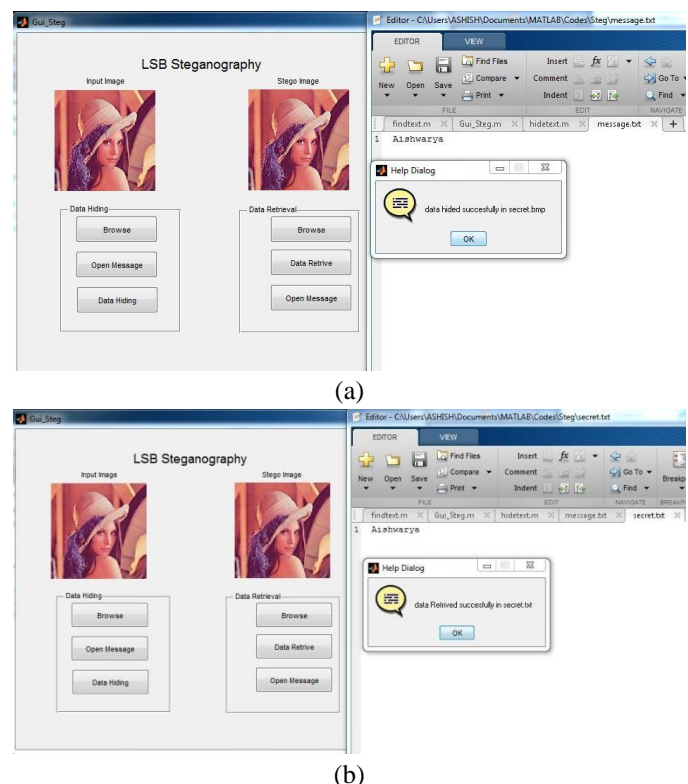 Gui_Steg
LSB Steganography
Input Image
Stego Image
Data Hiding
Browse
Open Message
Data Hiding
Data Retrieval
Browse
Data Retrive
Open Message
Editor - C:\Users\ASHISH\Documents\MATLAB\Codes\Steg\message.txt
EDITOR VIEW
New Open Save
Find Files
Compare
Print
FILE
Insert fx
Comment
Indent
EDIT
Go To
Find
NAVIGATE
findtext.m Gui_Steg.m hidetext.m message.txt
1 Aishwarya
Help Dialog
data hided succesfully in secret.bmp
OK
(a)
Gui_Steg
LSB Steganography
Input Image
Stego Image
Data Hiding
Browse
Open Message
Data Hiding
Data Retrieval
Browse
Data Retrive
Open Message
Editor - C:\Users\ASHISH\Documents\MATLAB\Codes\Steg\secret.txt
EDITOR VIEW
New Open Save
Find Files
Compare
Print
FILE
Insert fx
Comment
Indent
EDIT
Go To
Find
NAVIGATE
findtext.m Gui_Steg.m hidetext.m message.txt secret.txt
1 Aishwarya
Help Dialog
data Retrived succesfully in secret.txt
OK
(b)